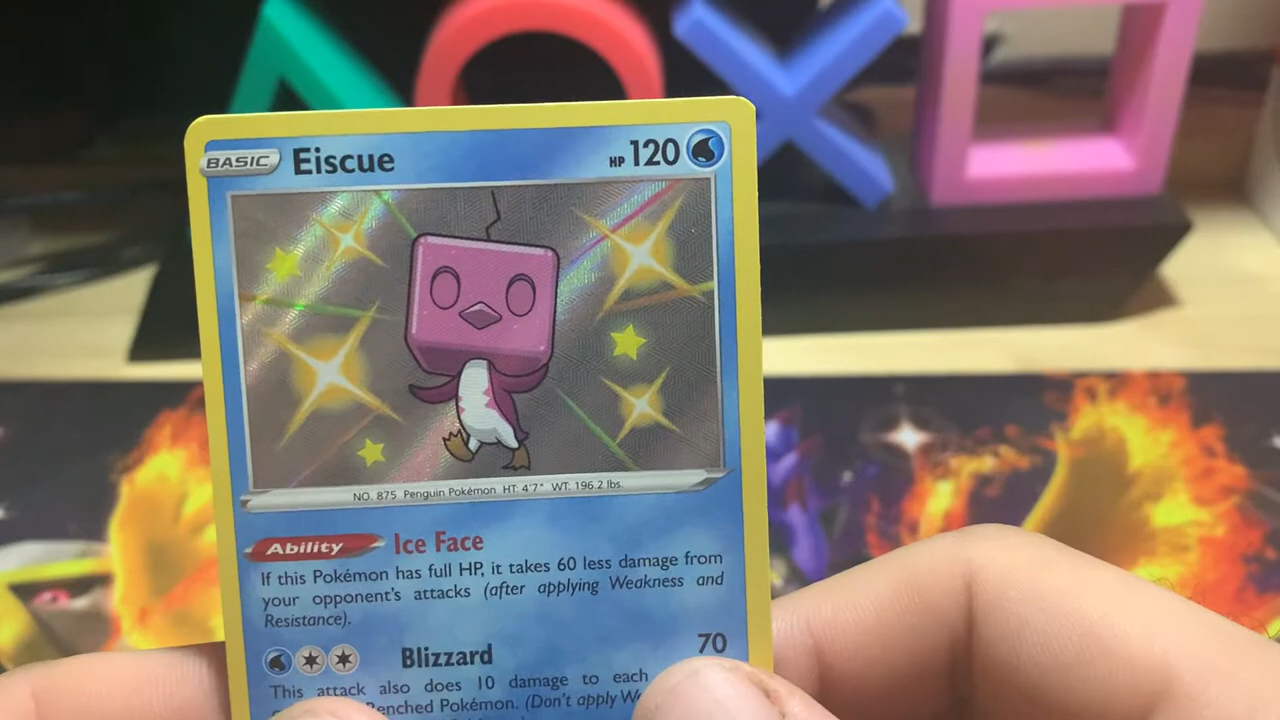 BASIC Eiscue HP 120
NO. 875 Penguin Pokémon HT: 4'7" WT: 196.2 lbs.
Ability Ice Face
If this Pokémon has full HP, it takes 60 less damage from
your opponent's attacks (after applying Weakness and
Resistance).
Blizzard 70
This attack also does 10 damage to each
Benched Pokémon. (Don't apply